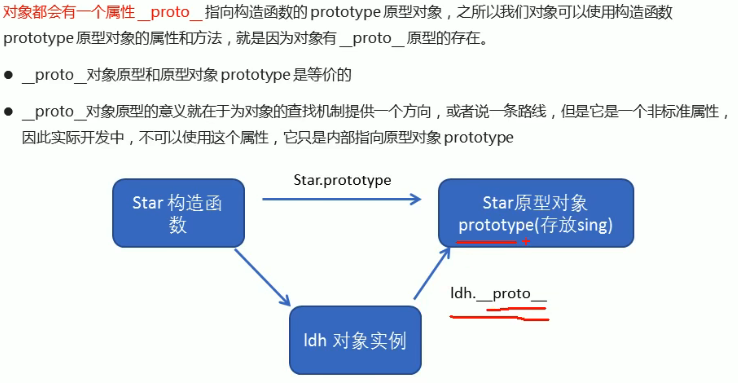 对象都会有一个属性 __proto__ 指向构造函数的 prototype 原型对象，之所以我们对象可以使用构造函数
prototype 原型对象的属性和方法，就是因为对象有 __proto__ 原型的存在。
● __proto__对象原型和原型对象 prototype 是等价的
● __proto__对象原型的意义就在于为对象的查找机制提供一个方向，或者说一条路线，但是它是一个非标准属性，
因此实际开发中，不可以使用这个属性，它只是内部指向原型对象 prototype
Star.prototype
Star 构造函
数
Star原型对象
prototype(存放sing)
ldh.__proto__
ldh 对象实例